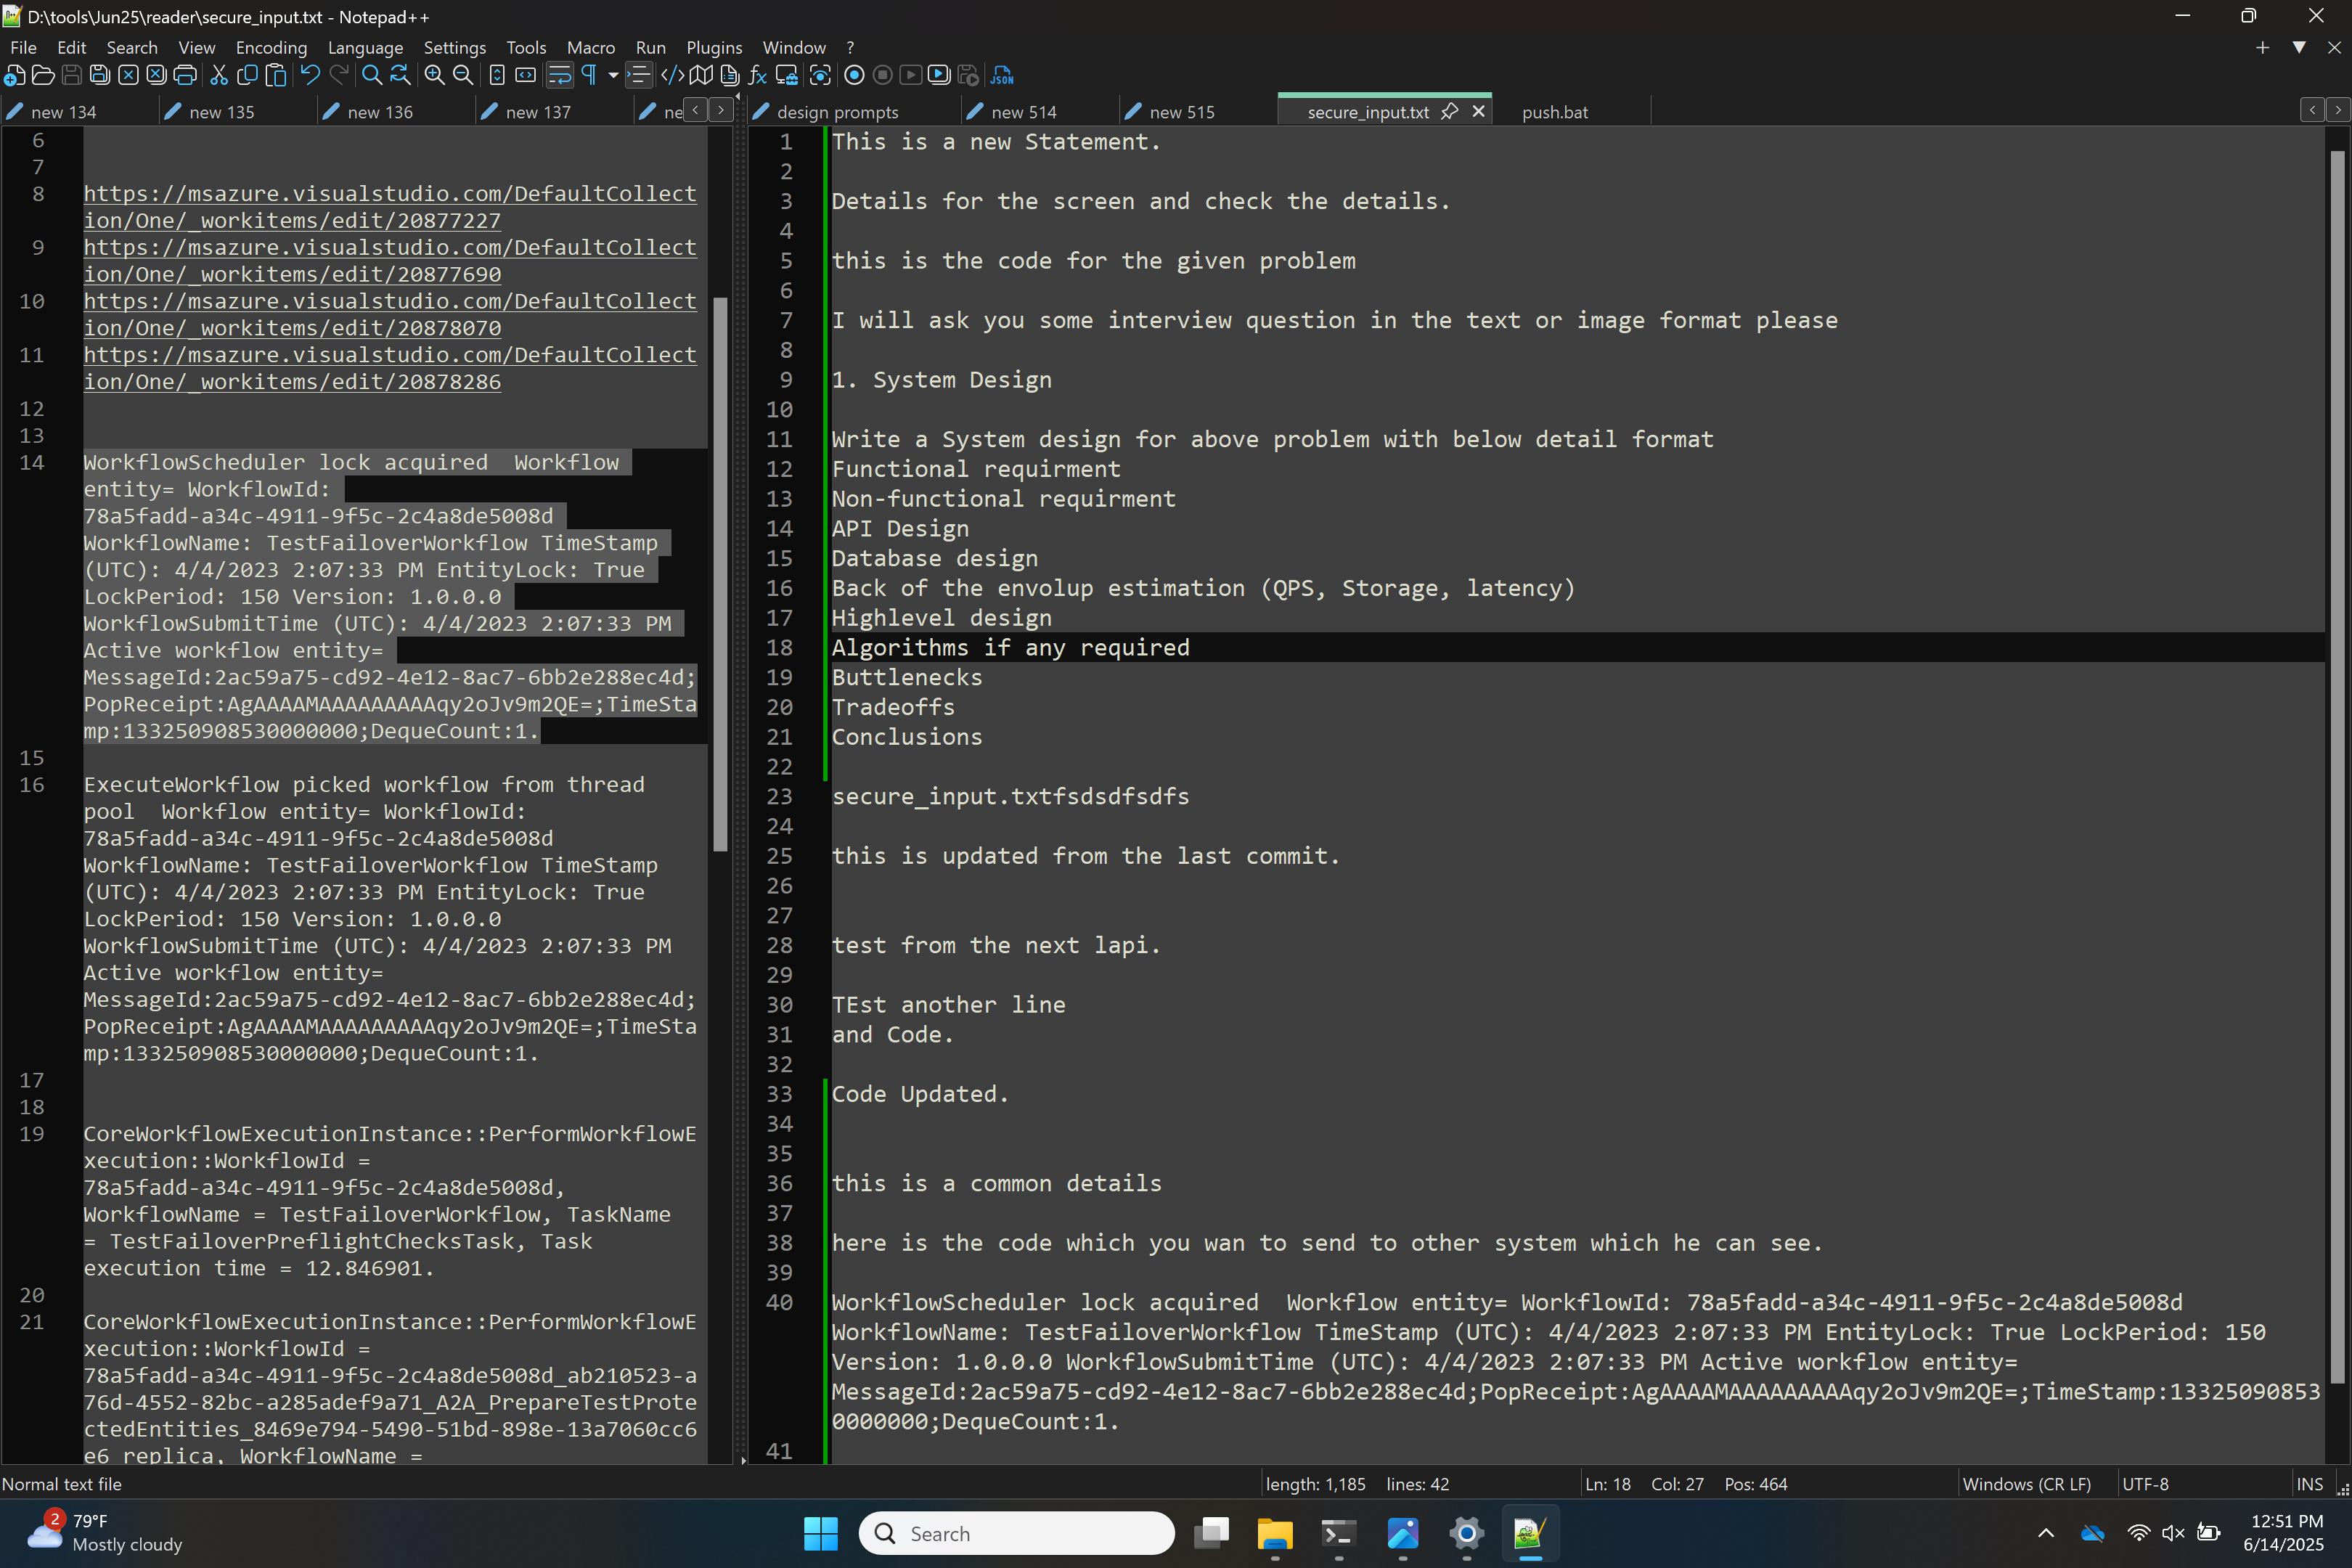 D:\tools\Jun25\reader\secure_input.txt - Notepad++
File Edit Search View Encoding Language Settings Tools Macro Run Plugins Window ?
new 134
new 135
new 136
new 137
ne
design prompts
new 514
new 515
secure_input.txt
push.bat
6
7
8 https://msazure.visualstudio.com/DefaultCollect
ion/One/_workitems/edit/20877227
9 https://msazure.visualstudio.com/DefaultCollect
ion/One/_workitems/edit/20877690
10 https://msazure.visualstudio.com/DefaultCollect
ion/One/_workitems/edit/20878070
11 https://msazure.visualstudio.com/DefaultCollect
ion/One/_workitems/edit/20878286
12
13
14 WorkflowScheduler lock acquired  Workflow
entity= WorkflowId:
78a5fadd-a34c-4911-9f5c-2c4a8de5008d
WorkflowName: TestFailoverWorkflow TimeStamp
(UTC): 4/4/2023 2:07:33 PM EntityLock: True
LockPeriod: 150 Version: 1.0.0.0
WorkflowSubmitTime (UTC): 4/4/2023 2:07:33 PM
Active workflow entity=
MessageId:2ac59a75-cd92-4e12-8ac7-6bb2e288ec4d;
PopReceipt:AgAAAAMAAAAAAAAAqy2oJv9m2QE=;TimeSta
mp:133250908530000000;DequeCount:1.
15
16 ExecuteWorkflow picked workflow from thread
pool  Workflow entity= WorkflowId:
78a5fadd-a34c-4911-9f5c-2c4a8de5008d
WorkflowName: TestFailoverWorkflow TimeStamp
(UTC): 4/4/2023 2:07:33 PM EntityLock: True
LockPeriod: 150 Version: 1.0.0.0
WorkflowSubmitTime (UTC): 4/4/2023 2:07:33 PM
Active workflow entity=
MessageId:2ac59a75-cd92-4e12-8ac7-6bb2e288ec4d;
PopReceipt:AgAAAAMAAAAAAAAAqy2oJv9m2QE=;TimeSta
mp:133250908530000000;DequeCount:1.
17
18
19 CoreWorkflowExecutionInstance::PerformWorkflowE
xecution::WorkflowId =
78a5fadd-a34c-4911-9f5c-2c4a8de5008d,
WorkflowName = TestFailoverWorkflow, TaskName
= TestFailoverPreflightChecksTask, Task
execution time = 12.846901.
20
21 CoreWorkflowExecutionInstance::PerformWorkflowE
xecution::WorkflowId =
78a5fadd-a34c-4911-9f5c-2c4a8de5008d_ab210523-a
76d-4552-82bc-a285adef9a71_A2A_PrepareTestProte
ctedEntities_8469e794-5490-51bd-898e-13a7060cc6
e6_replica, WorkflowName =
1 This is a new Statement.
2
3 Details for the screen and check the details.
4
5 this is the code for the given problem
6
7 I will ask you some interview question in the text or image format please
8
9 1. System Design
10
11 Write a System design for above problem with below detail format
12 Functional requirment
13 Non-functional requirment
14 API Design
15 Database design
16 Back of the envolup estimation (QPS, Storage, latency)
17 Highlevel design
18 Algorithms if any required
19 Buttlenecks
20 Tradeoffs
21 Conclusions
22
23 secure_input.txtfsdsdfsdfs
24
25 this is updated from the last commit.
26
27
28 test from the next lapi.
29
30 TEst another line
31 and Code.
32
33 Code Updated.
34
35
36 this is a common details
37
38 here is the code which you wan to send to other system which he can see.
39
40 WorkflowScheduler lock acquired  Workflow entity= WorkflowId: 78a5fadd-a34c-4911-9f5c-2c4a8de5008d
WorkflowName: TestFailoverWorkflow TimeStamp (UTC): 4/4/2023 2:07:33 PM EntityLock: True LockPeriod: 150
Version: 1.0.0.0 WorkflowSubmitTime (UTC): 4/4/2023 2:07:33 PM Active workflow entity=
MessageId:2ac59a75-cd92-4e12-8ac7-6bb2e288ec4d;PopReceipt:AgAAAAMAAAAAAAAAqy2oJv9m2QE=;TimeStamp:13325090853
0000000;DequeCount:1.
41
Normal text file
length: 1,185 lines: 42
Ln: 18 Col: 27 Pos: 464
Windows (CR LF)
UTF-8
INS
2
79°F
Mostly cloudy
Search
12:51 PM
6/14/2025